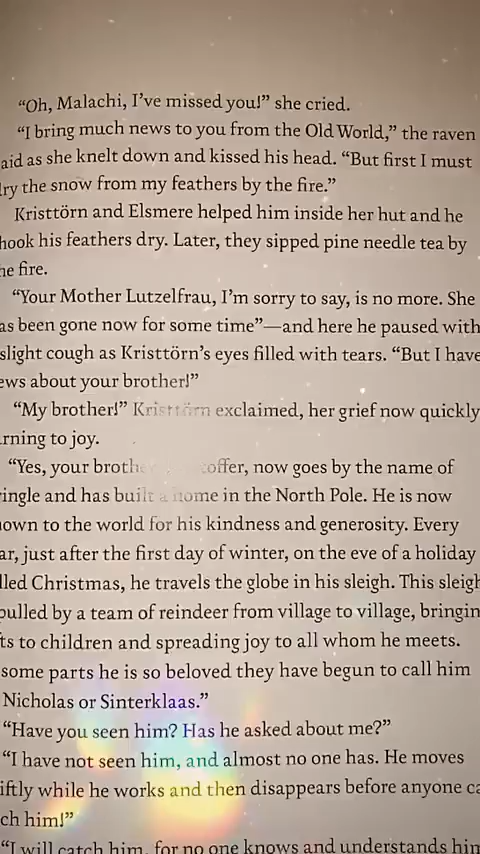 “Oh, Malachi, I’ve missed you!” she cried.
“I bring much news to you from the Old World,” the raven
aid as she knelt down and kissed his head. “But first I must
ry the snow from my feathers by the fire.”
Kristtörn and Elsmere helped him inside her hut and he
hook his feathers dry. Later, they sipped pine needle tea by
he fire.
“Your Mother Lutzelfrau, I’m sorry to say, is no more. She
as been gone now for some time”—and here he paused with
slight cough as Kristtörn’s eyes filled with tears. “But I have
ews about your brother!”
“My brother!” Kristtörn exclaimed, her grief now quickly
rning to joy.
“Yes, your broth offer, now goes by the name of
ringle and has built a home in the North Pole. He is now
own to the world for his kindness and generosity. Every
ar, just after the first day of winter, on the eve of a holiday
lled Christmas, he travels the globe in his sleigh. This sleigh
pulled by a team of reindeer from village to village, bringin
ts to children and spreading joy to all whom he meets.
some parts he is so beloved they have begun to call him
Nicholas or Sinterklaas.”
“Have you seen him? Has he asked about me?”
“I have not seen him, and almost no one has. He moves
iftly while he works and then disappears before anyone ca
ch him!”
“I will catch him, for no one knows and understands him